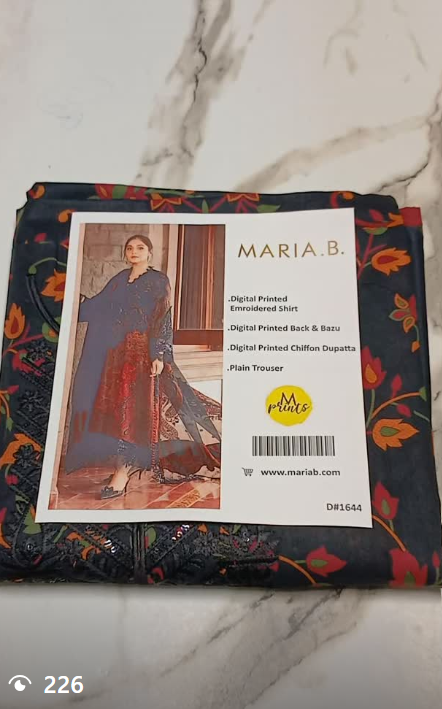 MARIA.B.
.Digital Printed
Emroidered Shirt
.Digital Printed Back & Bazu
.Digital Printed Chiffon Dupatta
.Plain Trouser
M
prints
www.mariab.com
D#1644
226